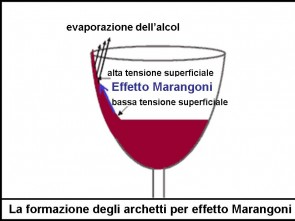 evaporazione dell'alcol
alta tensione superficiale
Effetto Marangoni
bassa tensione superficiale
La formazione degli archetti per effetto Marangoni